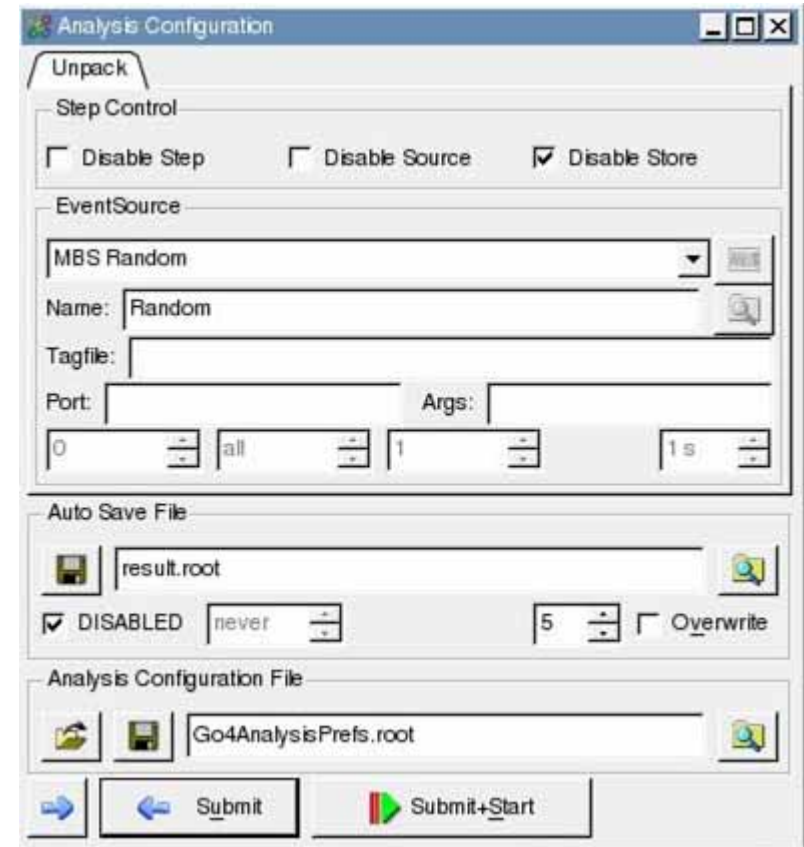 Analysis Configuration
Unpack
Step Control
Disable Step Disable Source Disable Store
EventSource
MBS Random
Name: Random
Tagfile:
Port: Args:
0 all 1 1 s
Auto Save File
result.root
DISABLED never 5 Overwrite
Analysis Configuration File
Go4AnalysisPrefs.root
Submit Submit+Start